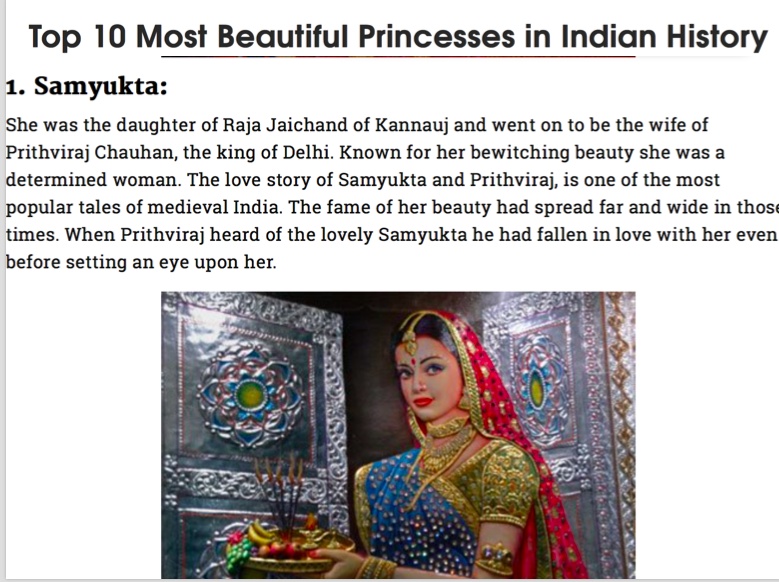 Top 10 Most Beautiful Princesses in Indian History
1. Samyukta:
She was the daughter of Raja Jaichand of Kannauj and went on to be the wife of
Prithviraj Chauhan, the king of Delhi. Known for her bewitching beauty she was a
determined woman. The love story of Samyukta and Prithviraj, is one of the most
popular tales of medieval India. The fame of her beauty had spread far and wide in those
times. When Prithviraj heard of the lovely Samyukta he had fallen in love with her even
before setting an eye upon her.